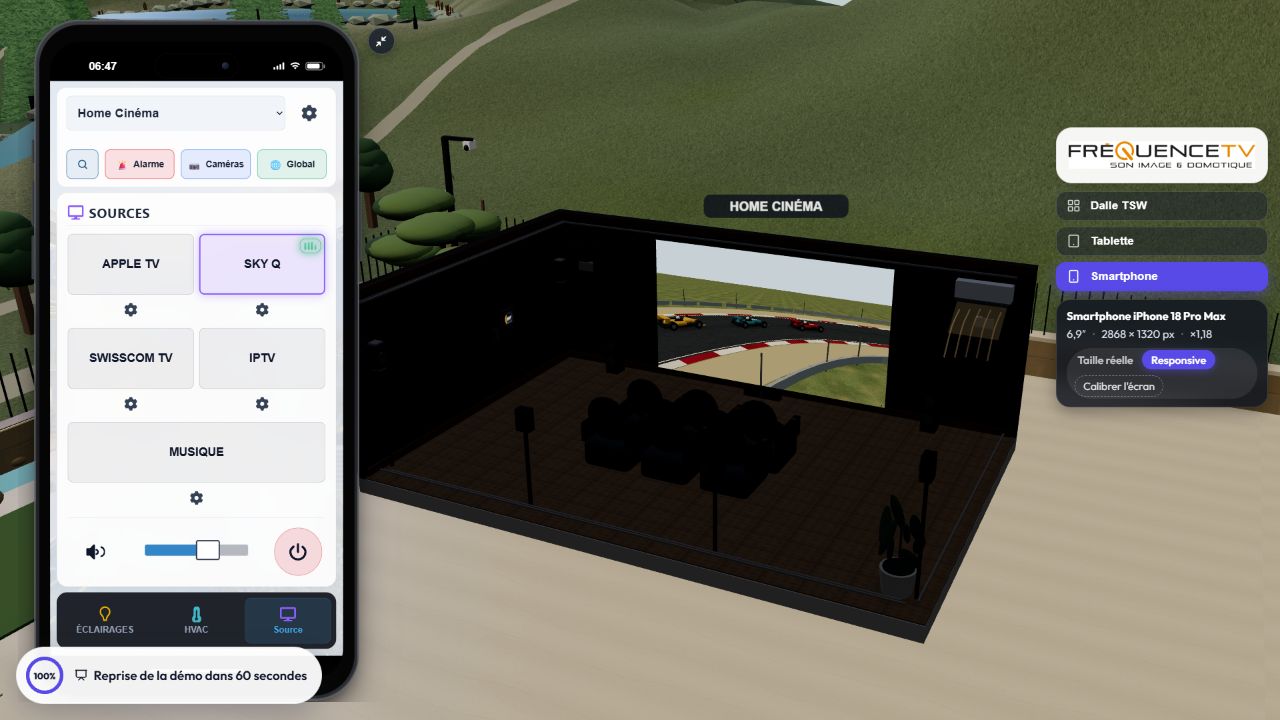 06:47
Home Cinéma
Alarme
Caméras
Global
SOURCES
APPLE TV
SKY Q
SWISSCOM TV
IPTV
MUSIQUE
ÉCLAIRAGES
HVAC
Source
100%
Reprise de la démo dans 60 secondes
HOME CINÉMA
FRÉQUENCETV
SON IMAGE & DOMOTIQUE
Dalle TSW
Tablette
Smartphone
Smartphone iPhone 18 Pro Max
6,9″ · 2868 × 1320 px · ×1,18
Taille réelle
Responsive
Calibrer l'écran